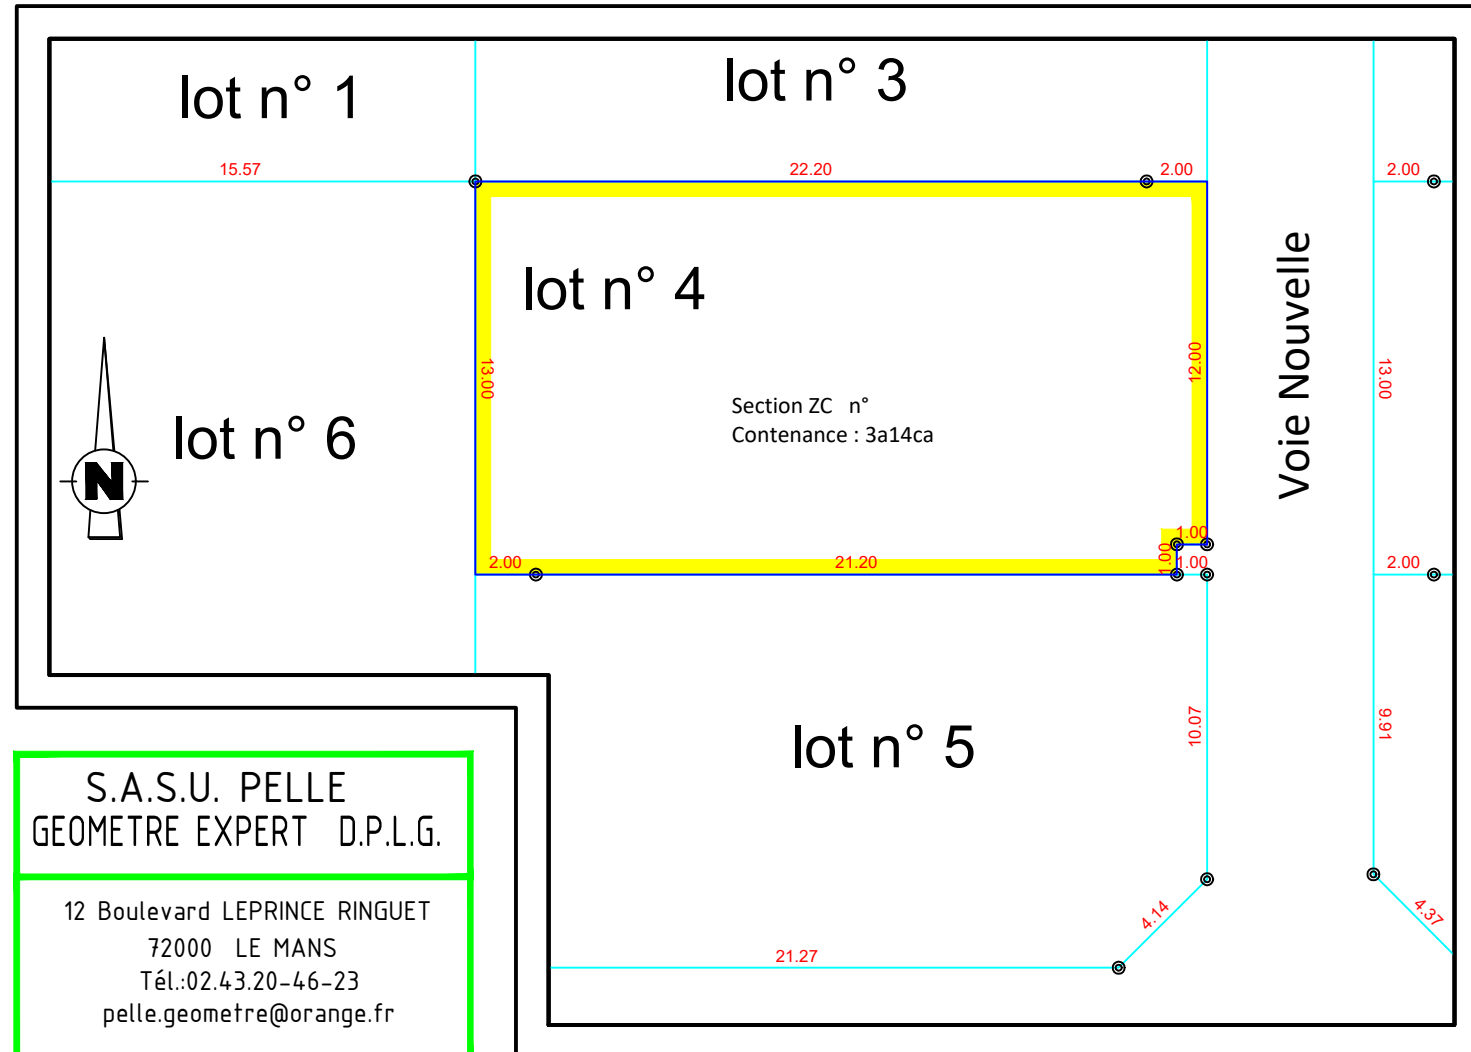 lot n° 1
lot n° 3
15.57
22.20
2.00
2.00
lot n° 4
Voie Nouvelle
13.00
12.00
13.00
Section ZC n°
Contenance : 3a14ca
lot n° 6
N
1.00
1.00
1.00
2.00
21.20
2.00
10.07
9.91
lot n° 5
4.14
4.37
21.27
S.A.S.U. PELLE
GEOMETRE EXPERT D.P.L.G.
12 Boulevard LEPRINCE RINGUET
72000 LE MANS
Tél.:02.43.20-46-23
pelle.geometre@orange.fr